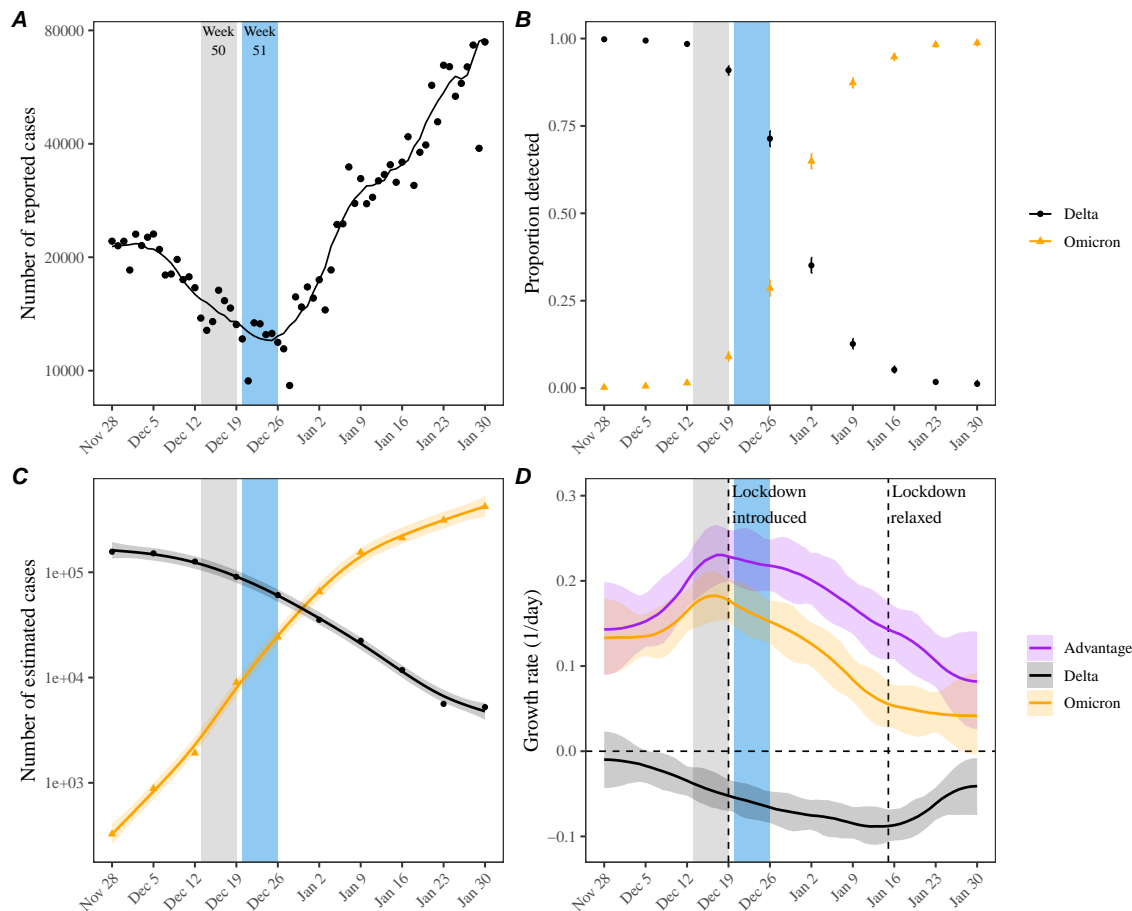 A
Number of reported cases
80000
40000
20000
10000
Week
50
Week
51
Nov 28
Dec 5
Dec 12
Dec 19
Dec 26
Jan 2
Jan 9
Jan 16
Jan 23
Jan 30
B
Proportion detected
1.00
0.75
0.50
0.25
0.00
Nov 28
Dec 5
Dec 12
Dec 19
Dec 26
Jan 2
Jan 9
Jan 16
Jan 23
Jan 30
Delta
Omicron
C
Number of estimated cases
1e+05
1e+04
1e+03
Nov 28
Dec 5
Dec 12
Dec 19
Dec 26
Jan 2
Jan 9
Jan 16
Jan 23
Jan 30
D
Growth rate (1/day)
0.3
0.2
0.1
0.0
−0.1
Lockdown
introduced
Lockdown
relaxed
Nov 28
Dec 5
Dec 12
Dec 19
Dec 26
Jan 2
Jan 9
Jan 16
Jan 23
Jan 30
Advantage
Delta
Omicron